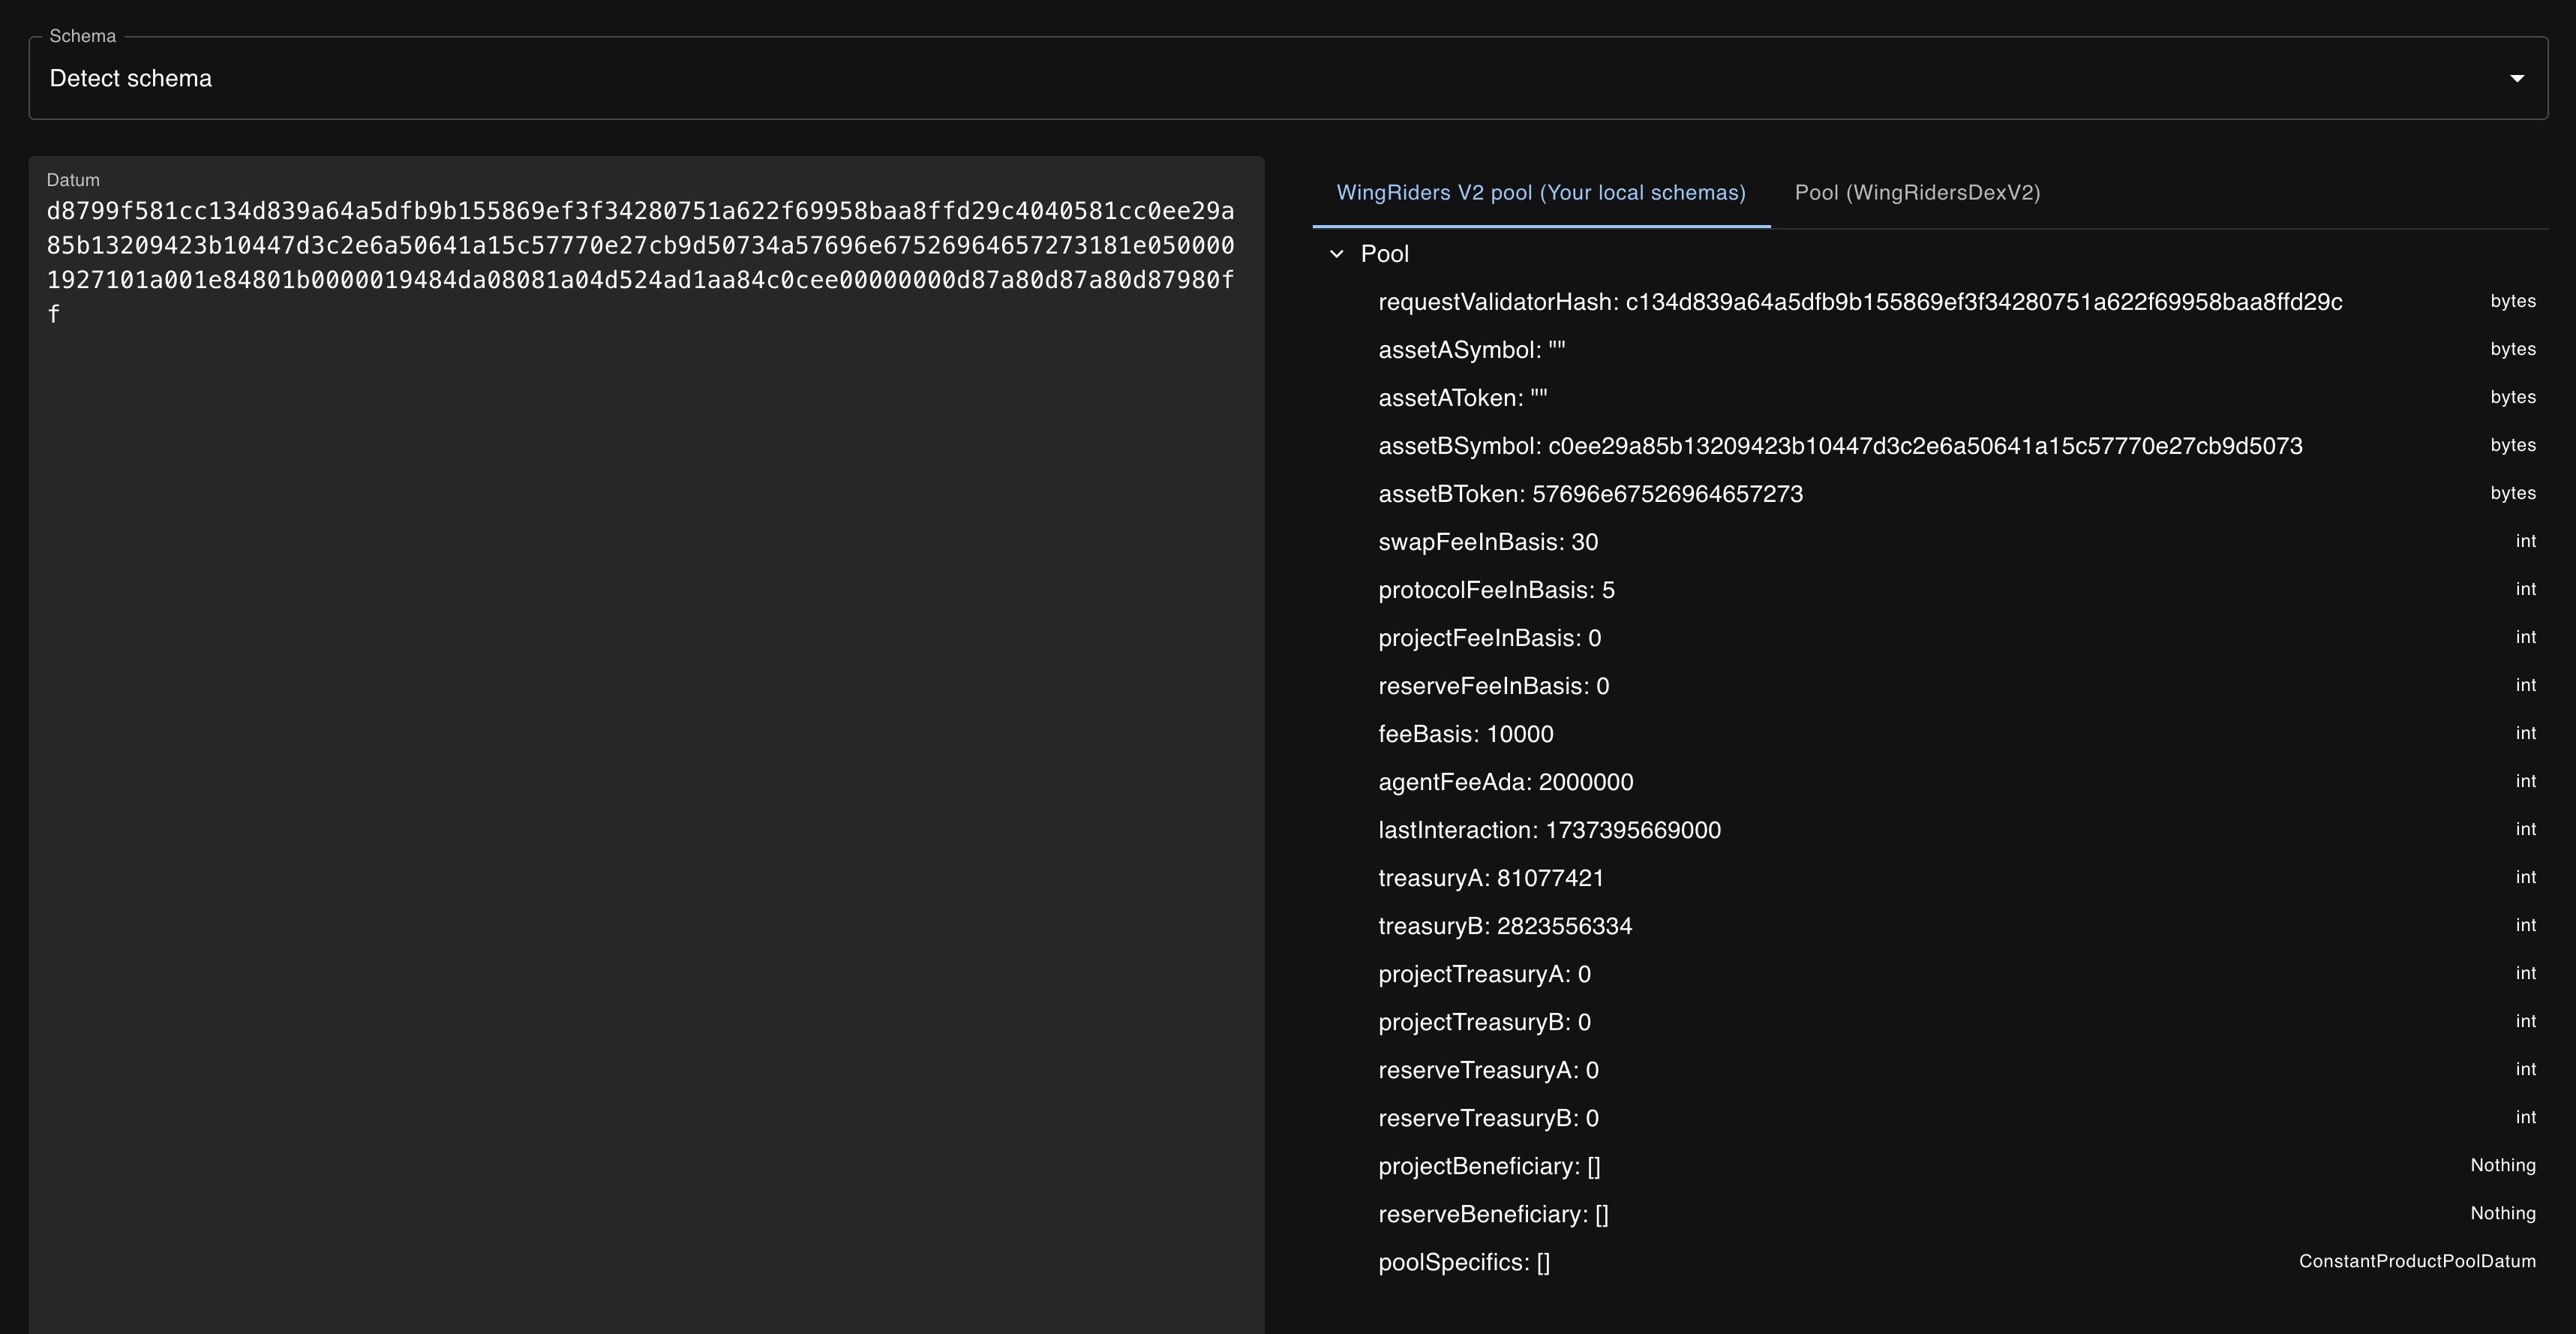 Schema
Detect schema
Datum
d8799f581cc134d839a64a5dfb9b155869ef3f34280751a622f69958baa8ffd29c4040581cc0ee29a
85b13209423b10447d3c2e6a50641a15c57770e27cb9d50734a57696e67526964657273181e050000
1927101a001e84801b0000019484da08081a04d524ad1aa84c0cee00000000d87a80d87a80d87980f
f
WingRiders V2 pool (Your local schemas) Pool (WingRidersDexV2)
Pool
requestValidatorHash: c134d839a64a5dfb9b155869ef3f34280751a622f69958baa8ffd29c bytes
assetASymbol: "" bytes
assetAToken: "" bytes
assetBSymbol: c0ee29a85b13209423b10447d3c2e6a50641a15c57770e27cb9d5073 bytes
assetBToken: 57696e67526964657273 bytes
swapFeeInBasis: 30 int
protocolFeeInBasis: 5 int
projectFeeInBasis: 0 int
reserveFeeInBasis: 0 int
feeBasis: 10000 int
agentFeeAda: 2000000 int
lastInteraction: 1737395669000 int
treasuryA: 81077421 int
treasuryB: 2823556334 int
projectTreasuryA: 0 int
projectTreasuryB: 0 int
reserveTreasuryA: 0 int
reserveTreasuryB: 0 int
projectBeneficiary: [] Nothing
reserveBeneficiary: [] Nothing
poolSpecifics: [] ConstantProductPoolDatum